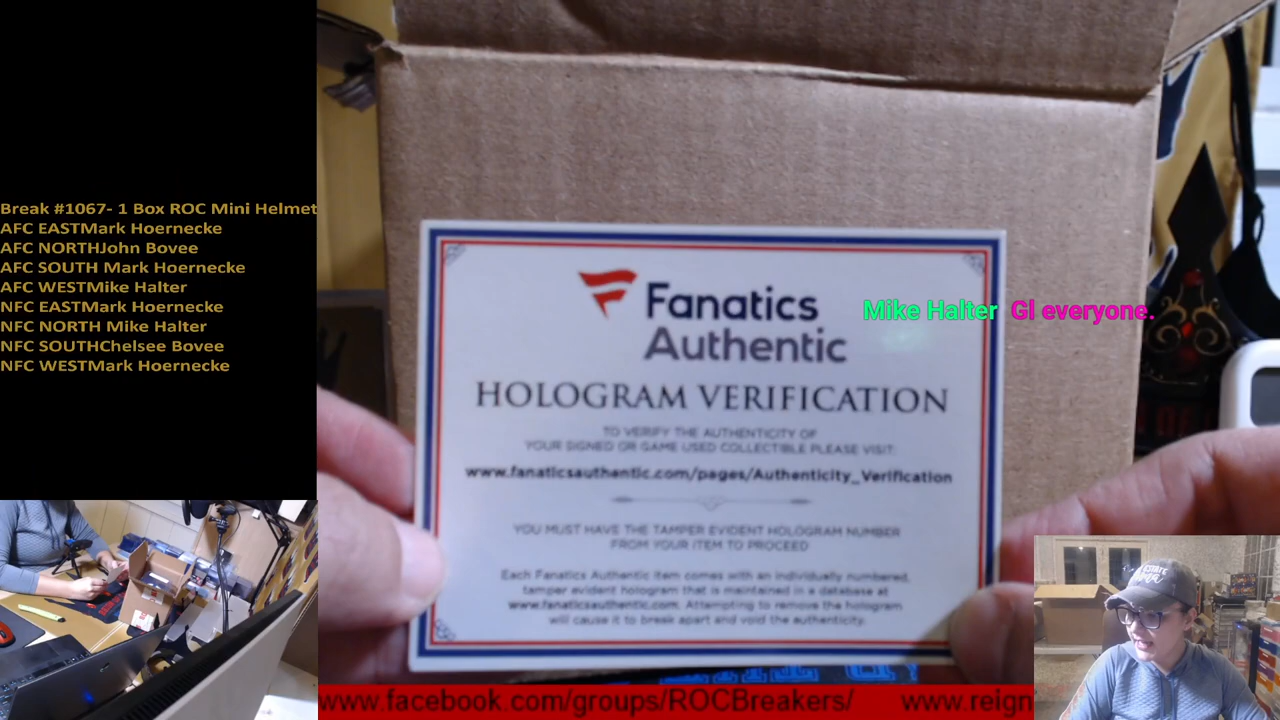 Break #1067- 1 Box ROC Mini Helmet
AFC EASTMark Hoernecke
AFC NORTHJohn Bovee
AFC SOUTH Mark Hoernecke
AFC WESTMike Halter
NFC EASTMark Hoernecke
NFC NORTH Mike Halter
NFC SOUTHChelsee Bovee
NFC WESTMark Hoernecke
Fanatics
Authentic
Mike Halter Gl everyone.
HOLOGRAM VERIFICATION
TO VERIFY THE AUTHENTICITY OF
YOUR SIGNED OR GAME USED COLLECTIBLE PLEASE VISIT:
www.fanaticsauthentic.com/pages/Authenticity_Verification
YOU MUST HAVE THE TAMPER EVIDENT HOLOGRAM NUMBER
FROM YOUR ITEM TO PROCEED
Each Fanatics Authentic item comes with an individually numbered,
tamper evident hologram that is maintained in a database at
www.fanaticsauthentic.com. Attempting to remove the hologram
will cause it to break apart and void the authenticity.
www.facebook.com/groups/ROCBreakers/ www.reign